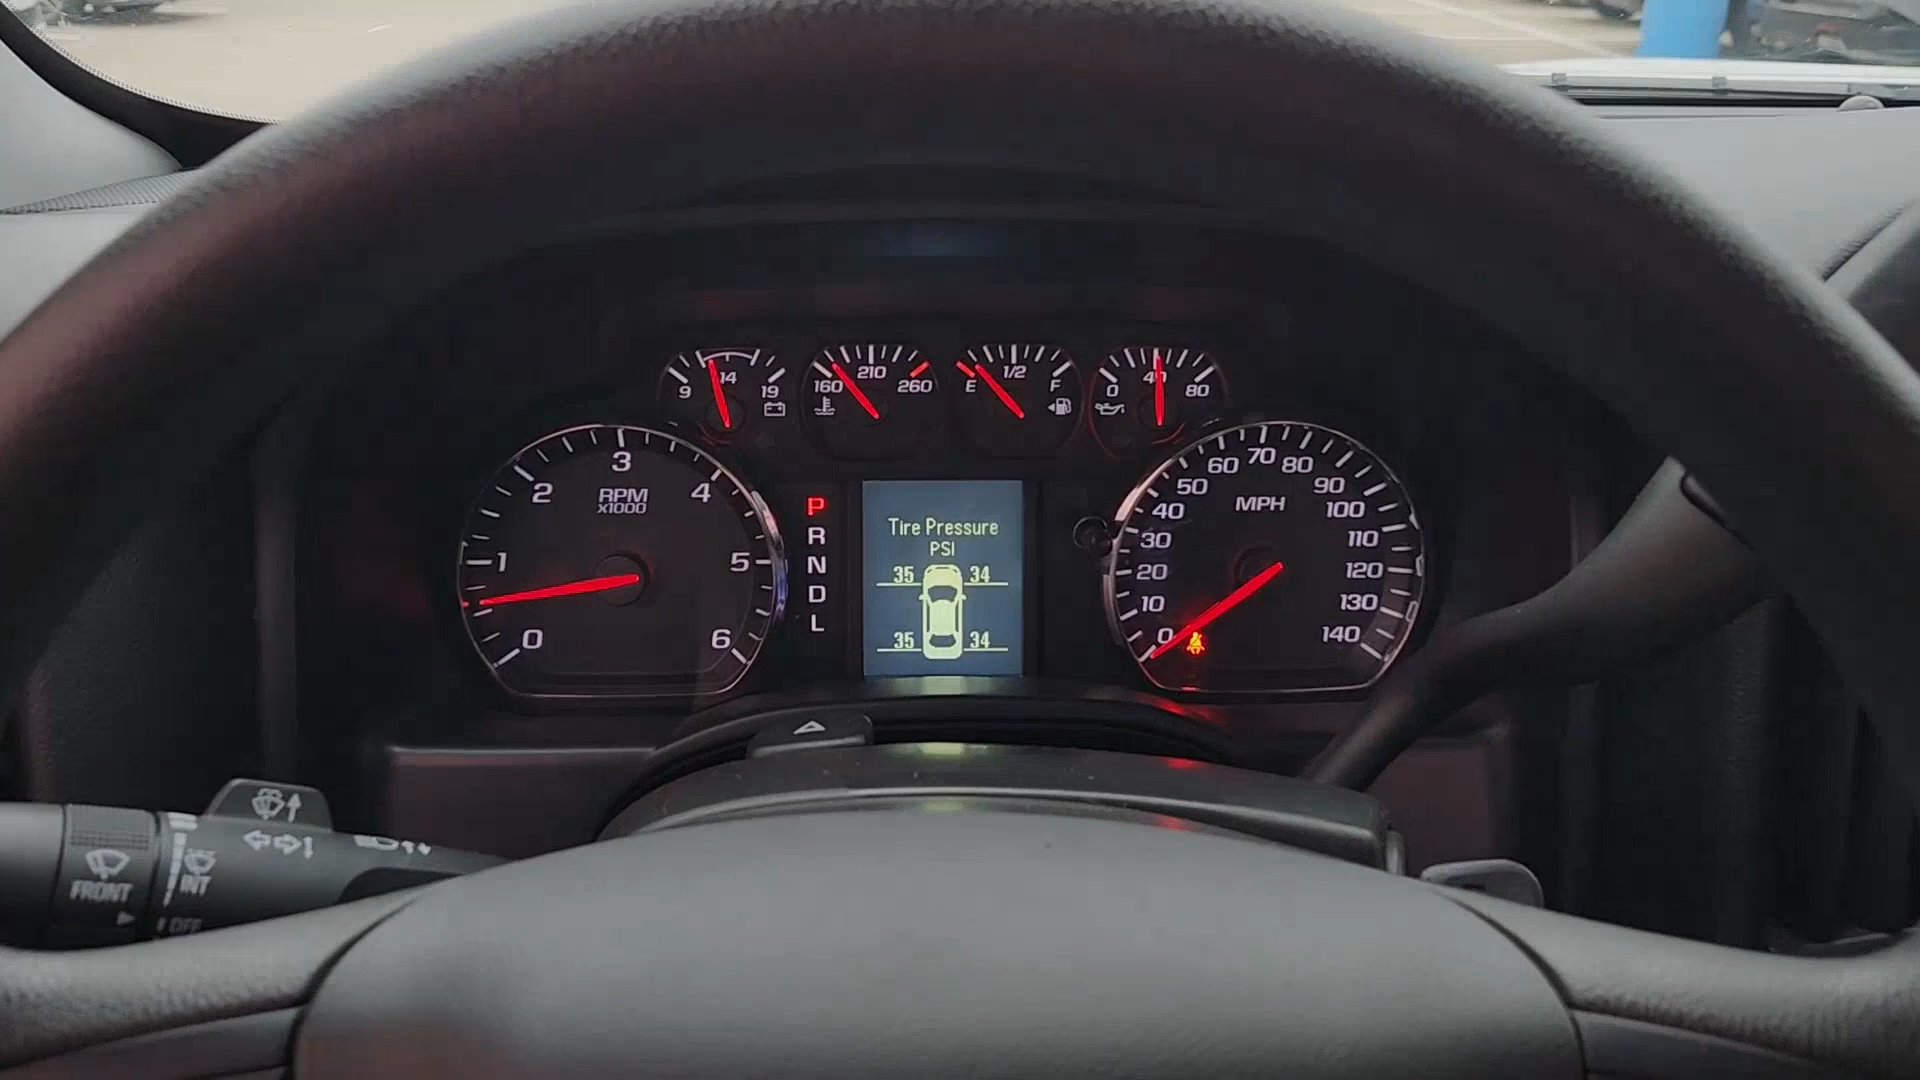 9 14 19
160 210 260
E 1/2 F
0 40 80
0 1 2 3 4 5 6
RPM
x1000
P
R
N
D
L
Tire Pressure
PSI
35 34
35 34
0 10 20 30 40 50 60 70 80 90 100 110 120 130 140
MPH
FRONT
INT
OFF